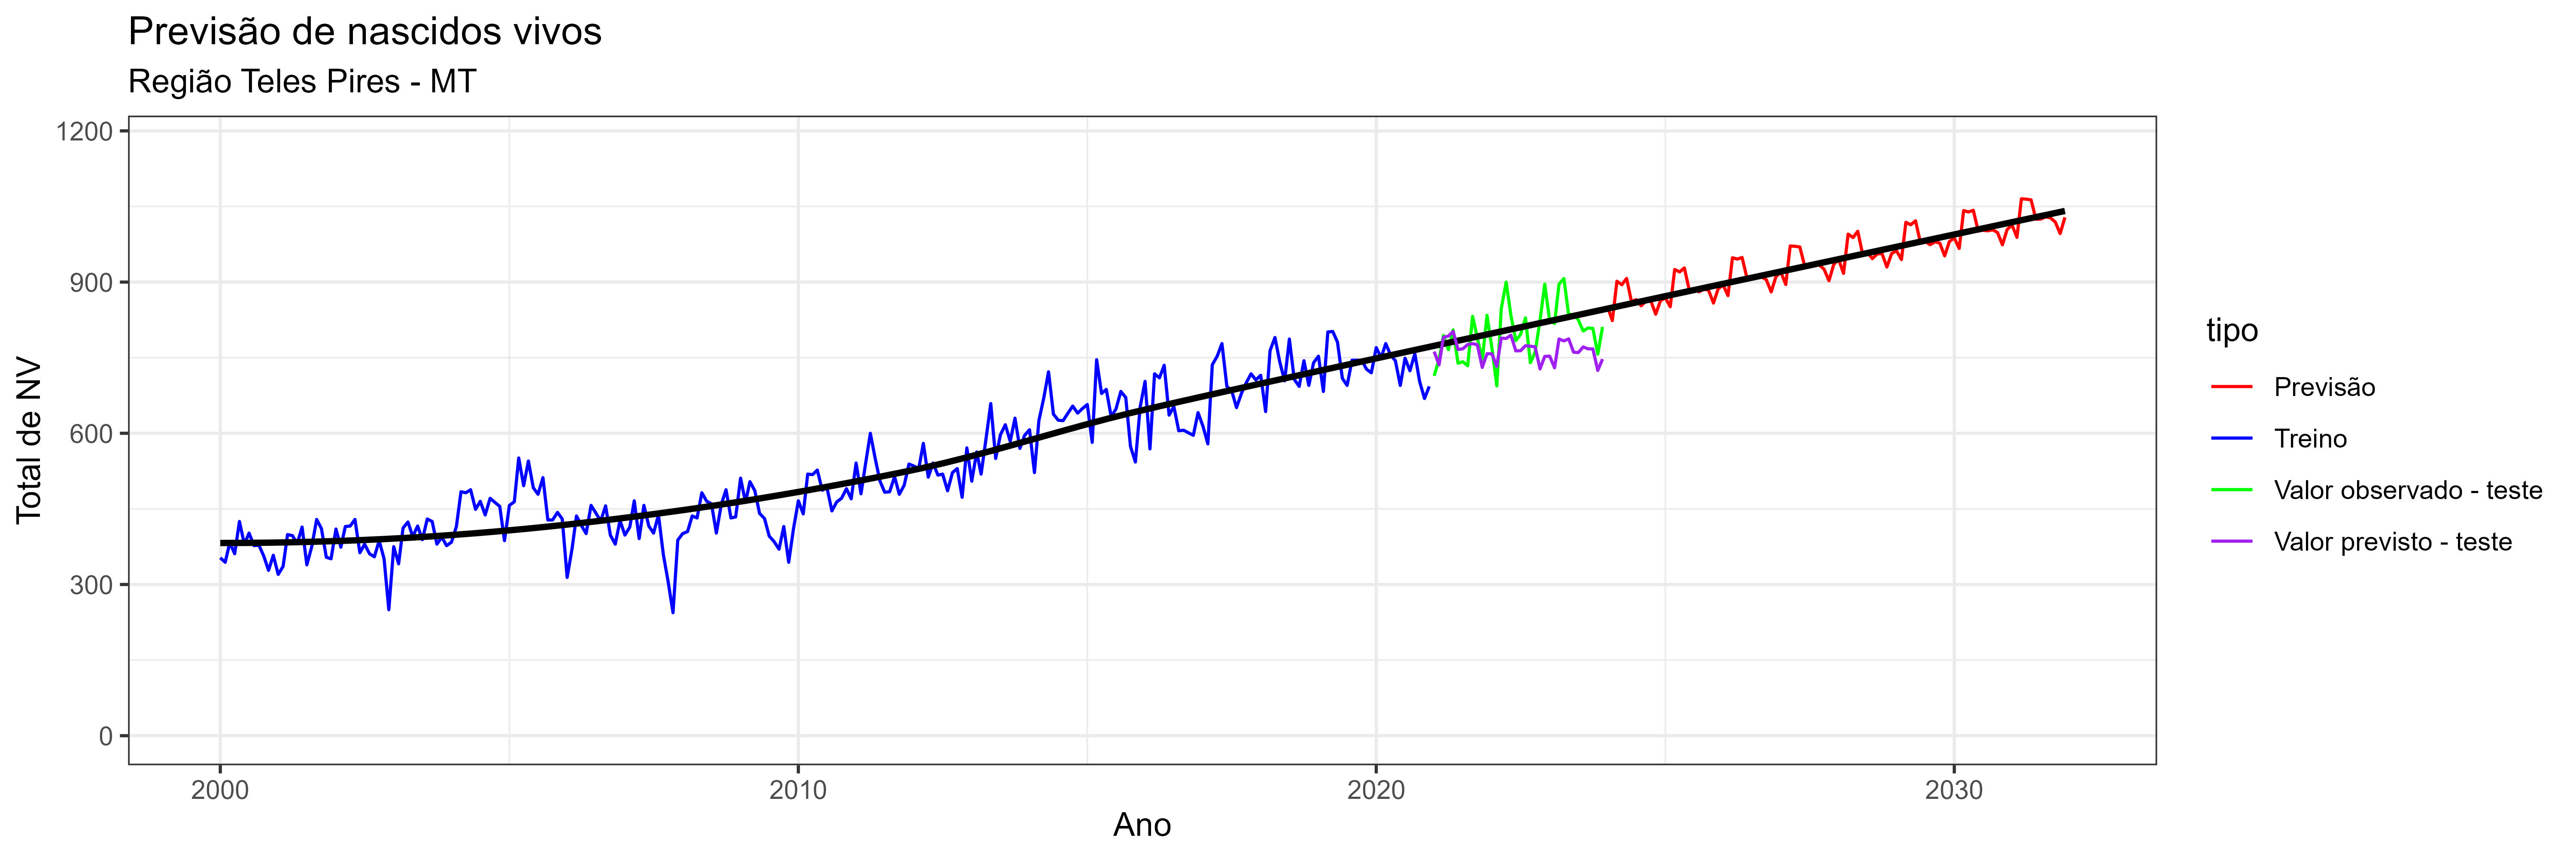 Previsão de nascidos vivos
Região Teles Pires - MT
1200
900
600
300
0
Total de NV
2000
2010
2020
2030
Ano
tipo
Previsão
Treino
Valor observado - teste
Valor previsto - teste